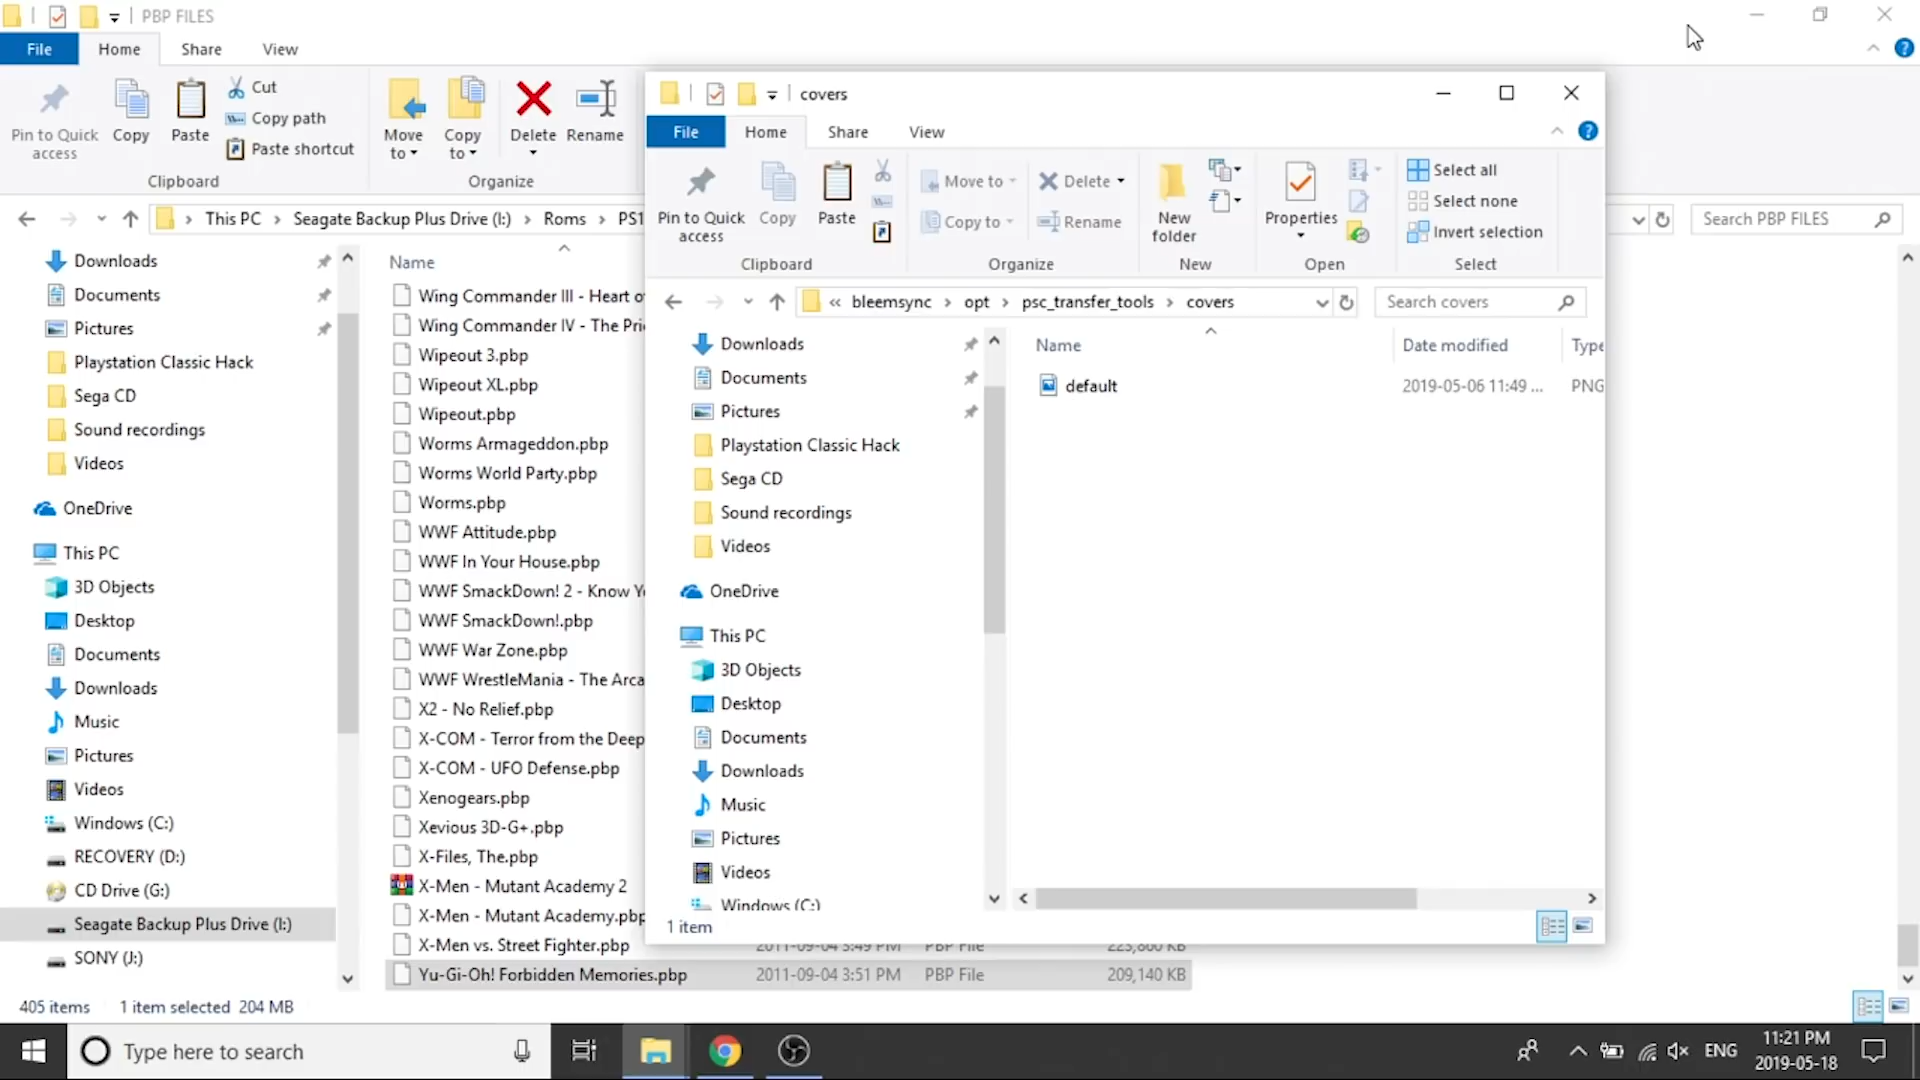 PBP FILES
File
Home
Share
View
Pin to Quick access
Copy
Paste
Cut
Copy path
Paste shortcut
Clipboard
Move to
Copy to
Delete
Rename
Organize
This PC
Seagate Backup Plus Drive (I:)
Roms
PS1
Search PBP FILES
Downloads
Documents
Pictures
Playstation Classic Hack
Sega CD
Sound recordings
Videos
OneDrive
This PC
3D Objects
Desktop
Documents
Downloads
Music
Pictures
Videos
Windows (C:)
RECOVERY (D:)
CD Drive (G:)
Seagate Backup Plus Drive (I:)
SONY (J:)
Name
Wing Commander III - Heart o
Wing Commander IV - The Pri
Wipeout 3.pbp
Wipeout XL.pbp
Wipeout.pbp
Worms Armageddon.pbp
Worms World Party.pbp
Worms.pbp
WWF Attitude.pbp
WWF In Your House.pbp
WWF SmackDown! 2 - Know Y
WWF SmackDown!.pbp
WWF War Zone.pbp
WWF WrestleMania - The Arca
X2 - No Relief.pbp
X-COM - Terror from the Deep
X-COM - UFO Defense.pbp
Xenogears.pbp
Xevious 3D-G+.pbp
X-Files, The.pbp
X-Men - Mutant Academy 2
X-Men - Mutant Academy.pbp
X-Men vs. Street Fighter.pbp 2011-09-04 3:49 PM PBP File 223,860 KB
Yu-Gi-Oh! Forbidden Memories.pbp 2011-09-04 3:51 PM PBP File 209,140 KB
405 items 1 item selected 204 MB
covers
File
Home
Share
View
Pin to Quick access
Copy
Paste
Clipboard
Move to
Copy to
Delete
Rename
Organize
New folder
New
Properties
Open
Select all
Select none
Invert selection
Select
« bleemsync
opt
psc_transfer_tools
covers
Search covers
Downloads
Documents
Pictures
Playstation Classic Hack
Sega CD
Sound recordings
Videos
OneDrive
This PC
3D Objects
Desktop
Documents
Downloads
Music
Pictures
Videos
Windows (C:)
Name Date modified Type
default 2019-05-06 11:49 ... PNG
1 item
Type here to search
ENG
11:21 PM
2019-05-18